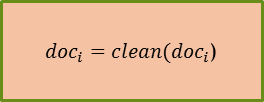 docᵢ = clean(docᵢ)